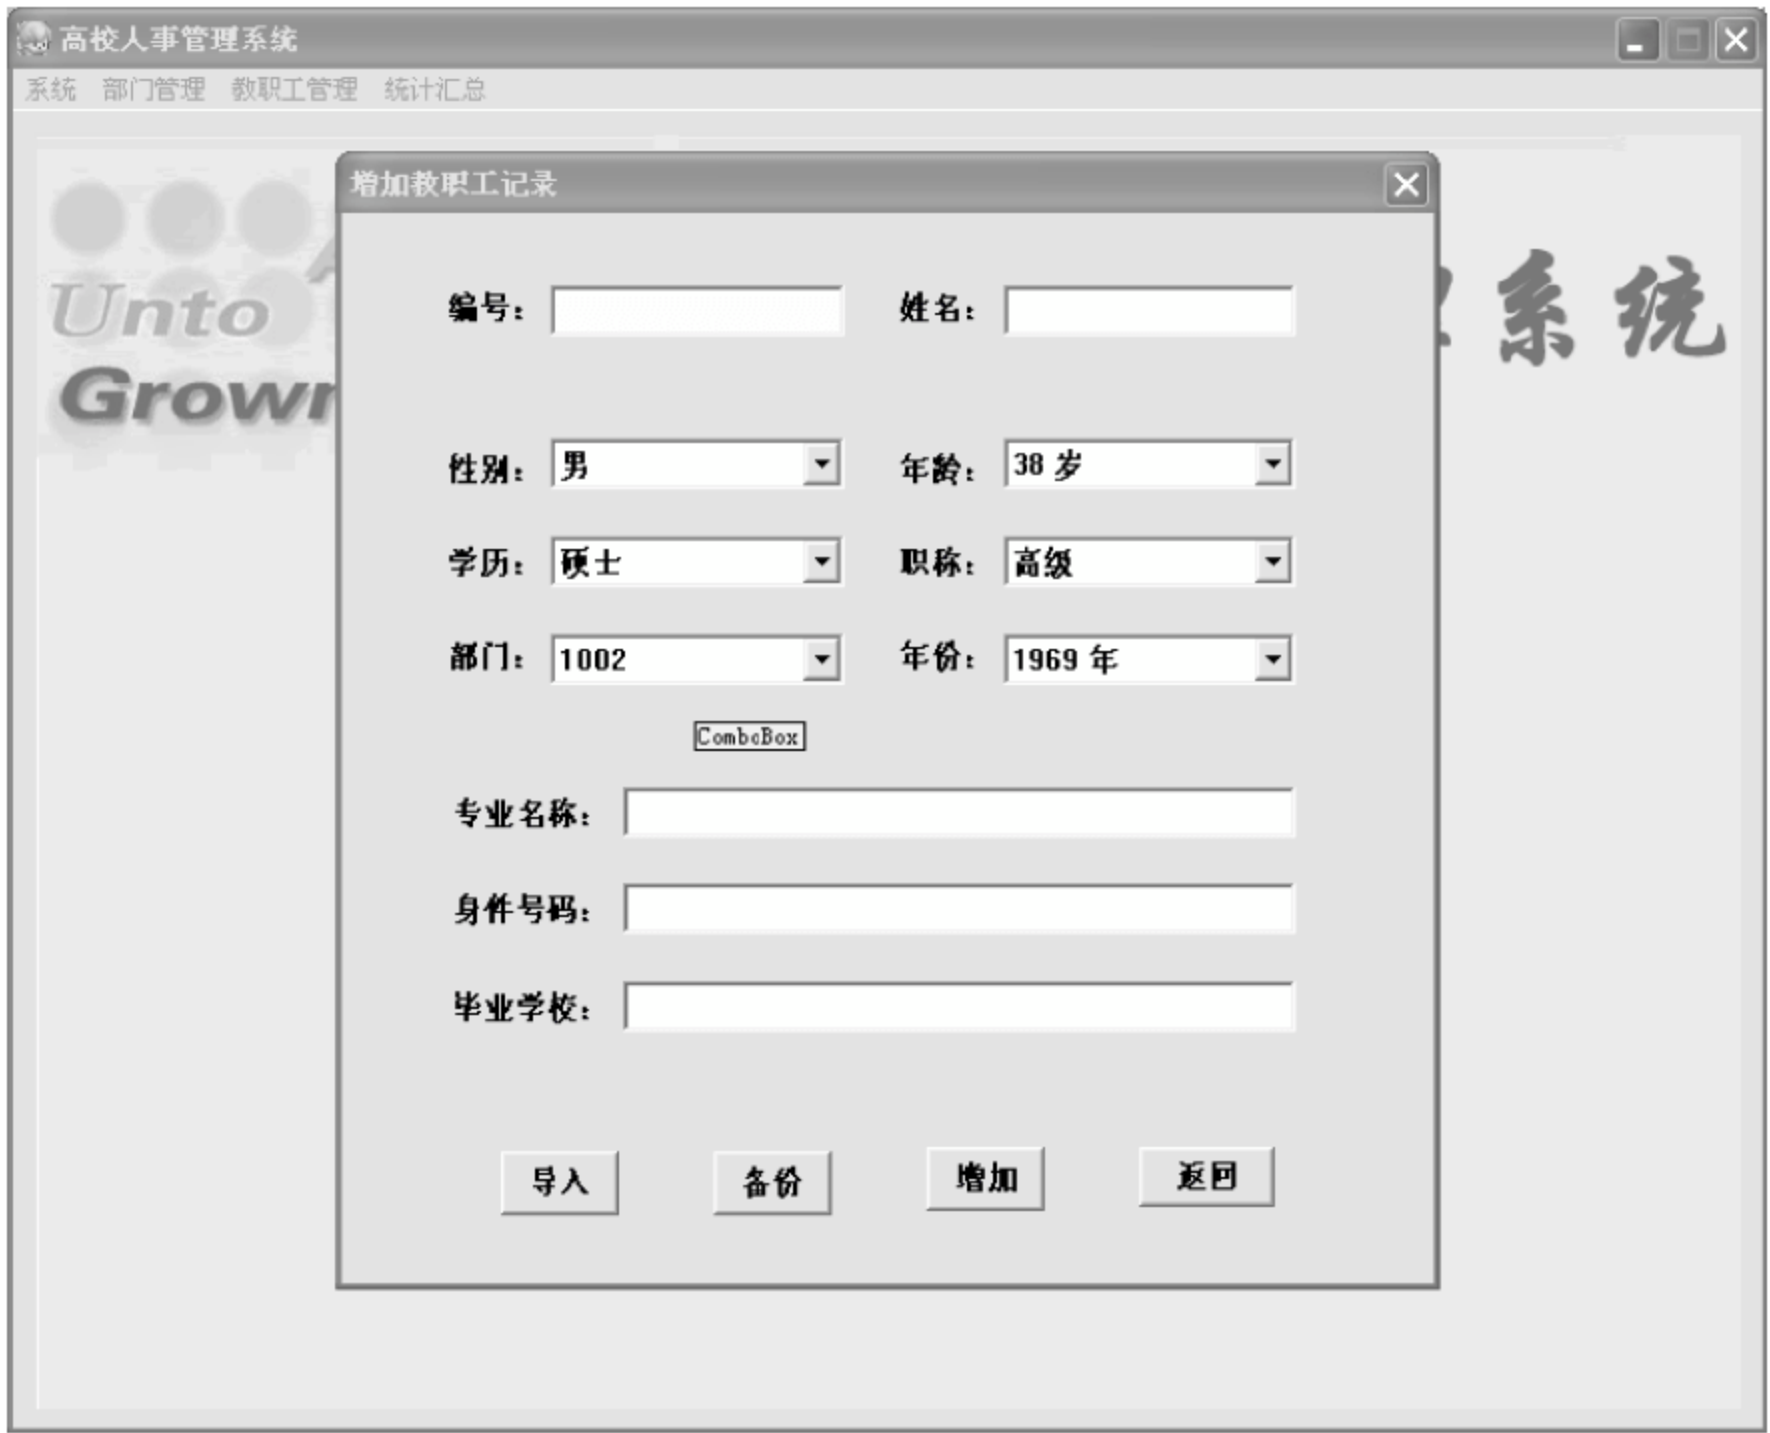 高校人事管理系统
系统 部门管理 教职工管理 统计汇总
增加教职工记录
Unto
Grown
系统
编号： 姓名：
性别： 男 年龄： 38 岁
学历： 硕士 职称： 高级
部门： 1002 年份： 1969 年
ComboBox
专业名称：
身件号码：
毕业学校：
导入 备份 增加 返回